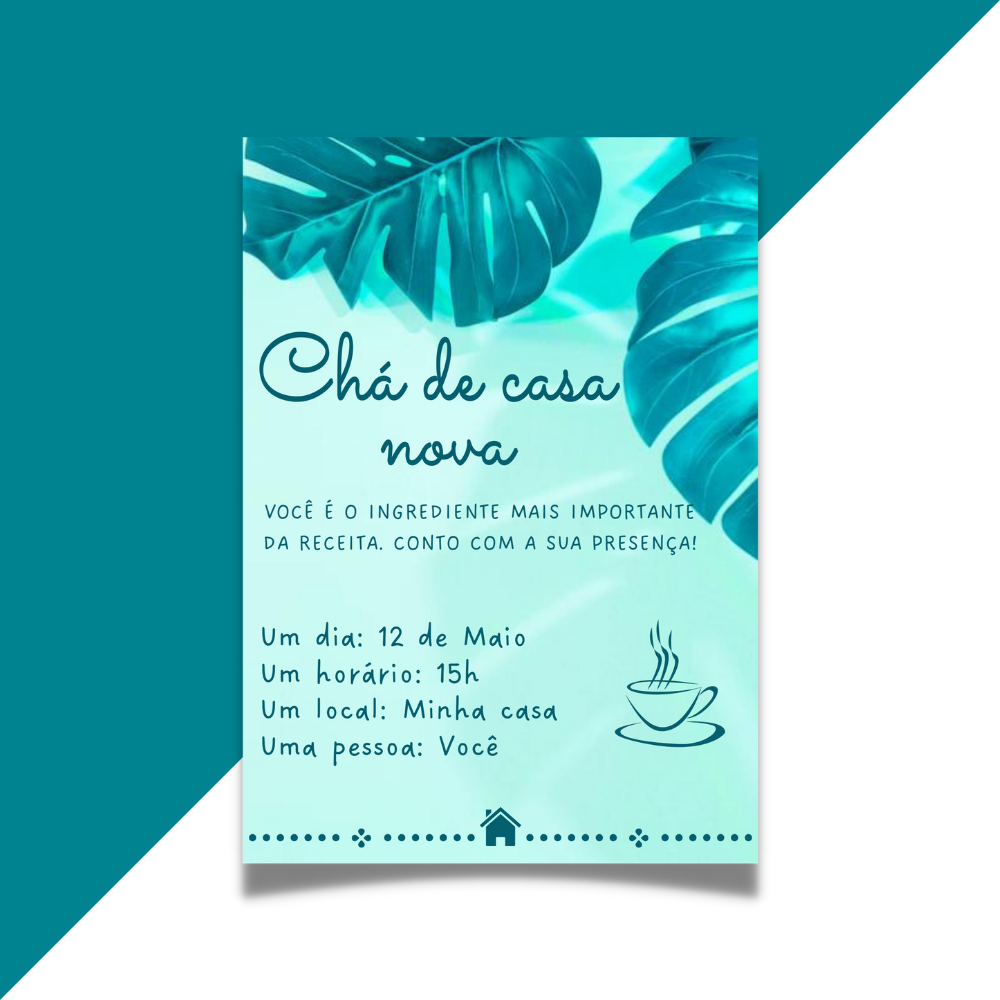 Chá de casa
nova
VOCÊ É O INGREDIENTE MAIS IMPORTANTE
DA RECEITA. CONTO COM A SUA PRESENÇA!
Um dia: 12 de Maio
Um horário: 15h
Um local: Minha casa
Uma pessoa: Você